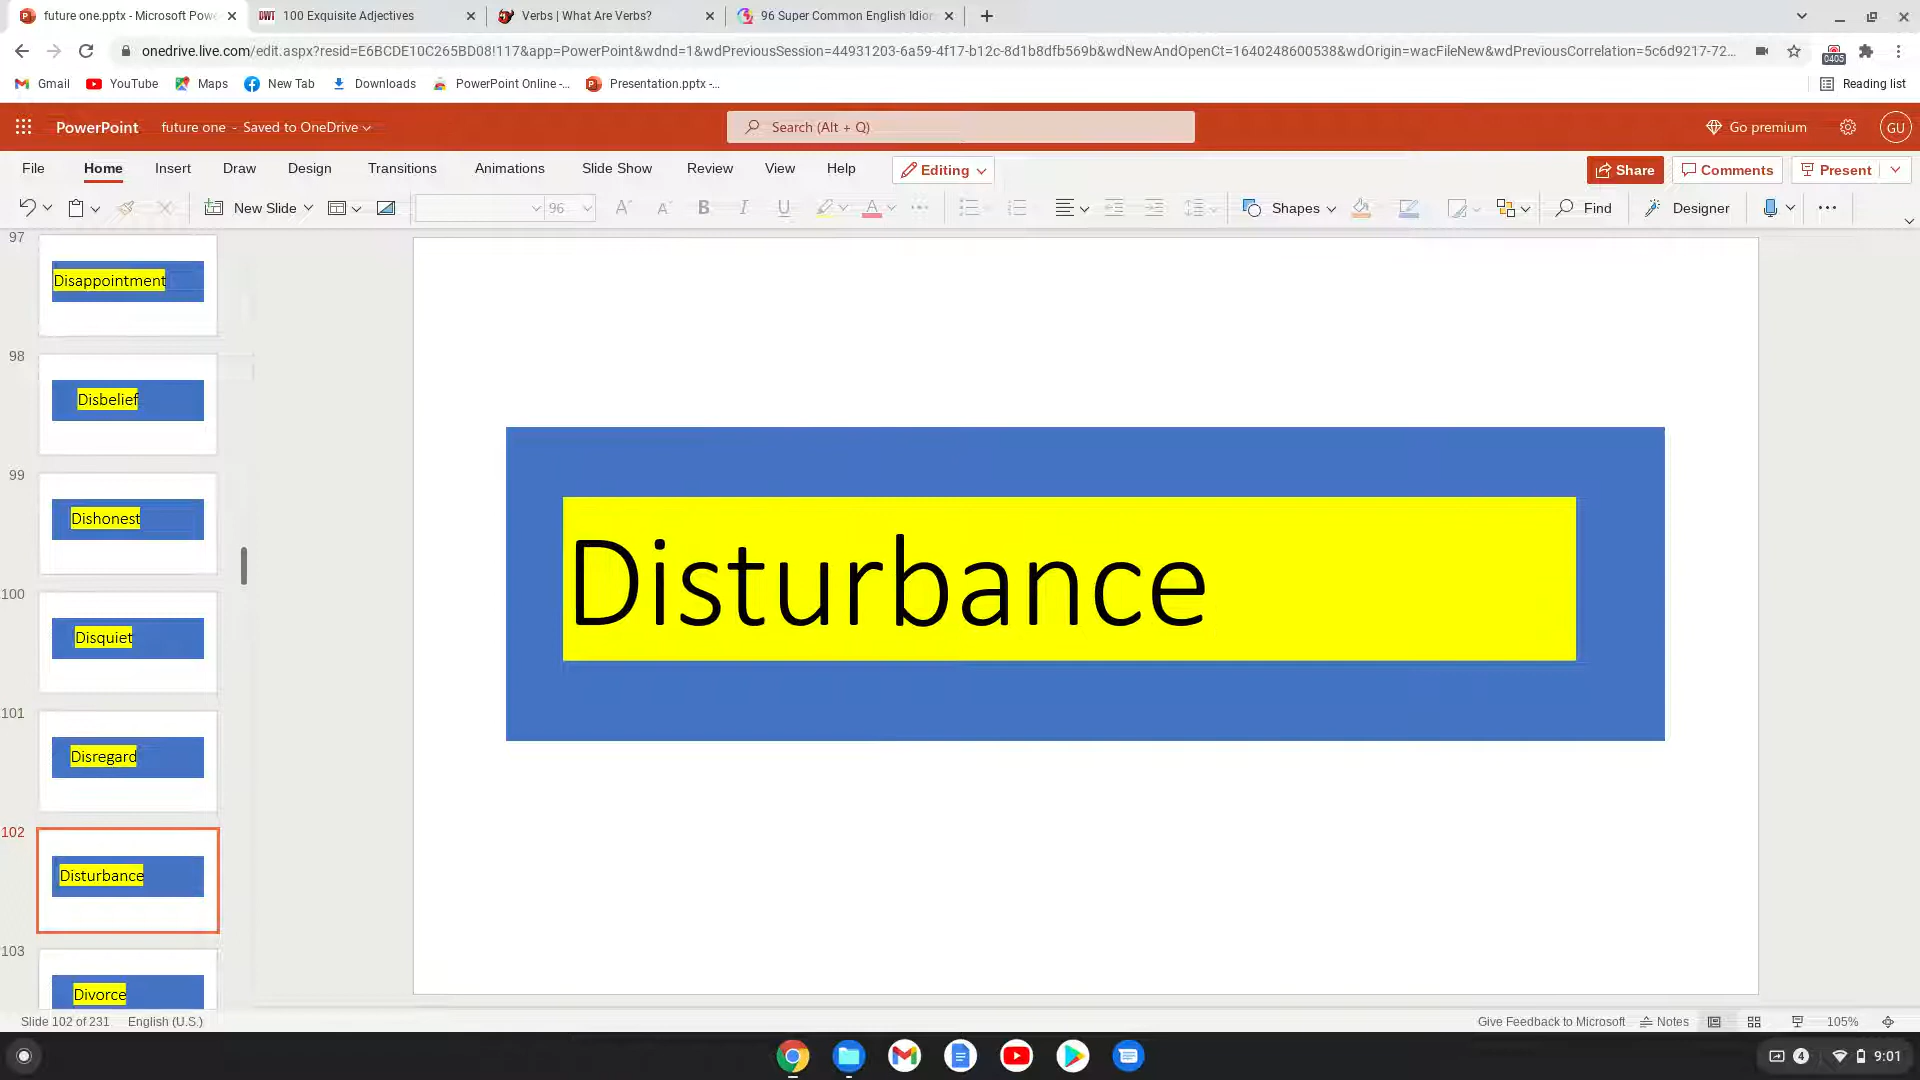 future one.pptx - Microsoft Pow
100 Exquisite Adjectives
Verbs | What Are Verbs?
96 Super Common English Idio
onedrive.live.com/edit.aspx?resid=E6BCDE10C265BD08!117&app=PowerPoint&wdnd=1&wdPreviousSession=44931203-6a59-4f17-b12c-8d1b8dfb569b&wdNewAndOpenCt=1640248600538&wdOrigin=wacFileNew&wdPreviousCorrelation=5c6d9217-72...
0405
Gmail
YouTube
Maps
New Tab
Downloads
PowerPoint Online -...
Presentation.pptx -...
Reading list
PowerPoint
future one - Saved to OneDrive
Search (Alt + Q)
Go premium
GU
File
Home
Insert
Draw
Design
Transitions
Animations
Slide Show
Review
View
Help
Editing
Share
Comments
Present
New Slide
96
B
I
U
A
Shapes
Find
Designer
97
Disappointment
98
Disbelief
99
Dishonest
100
Disquiet
101
Disregard
102
Disturbance
103
Divorce
Disturbance
Slide 102 of 231
English (U.S.)
Give Feedback to Microsoft
Notes
105%
4
9:01